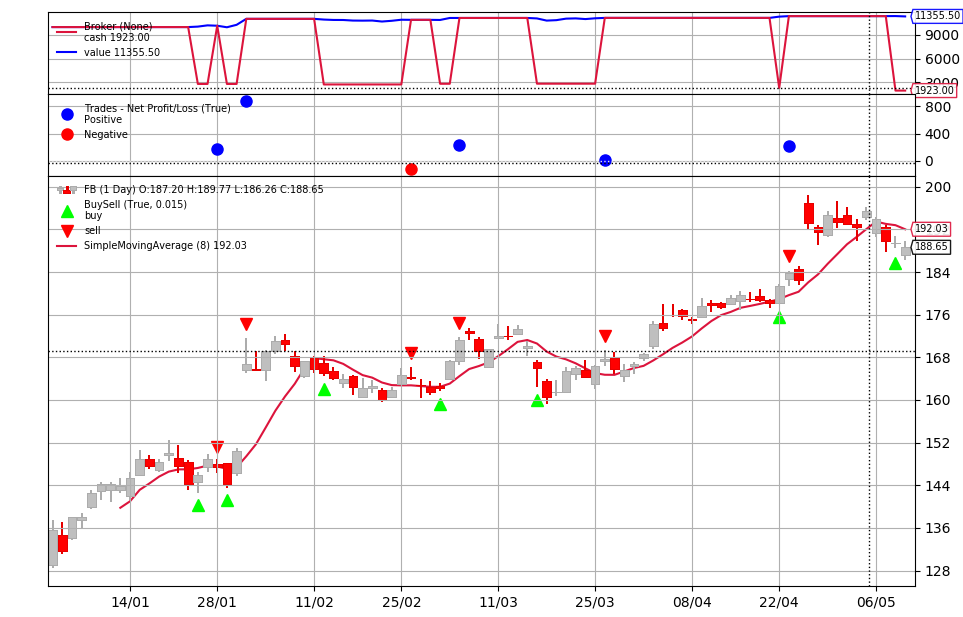 Broker (None)
cash 1923.00
value 11355.50
11355.50
9000
6000
3000
1923.00
Trades - Net Profit/Loss (True)
Positive
Negative
800
400
0
FB (1 Day) O:187.20 H:189.77 L:186.26 C:188.65
BuySell (True, 0.015)
buy
sell
SimpleMovingAverage (8) 192.03
200
192.03
188.65
184
176
168
160
152
144
136
128
14/01 28/01 11/02 25/02 11/03 25/03 08/04 22/04 06/05